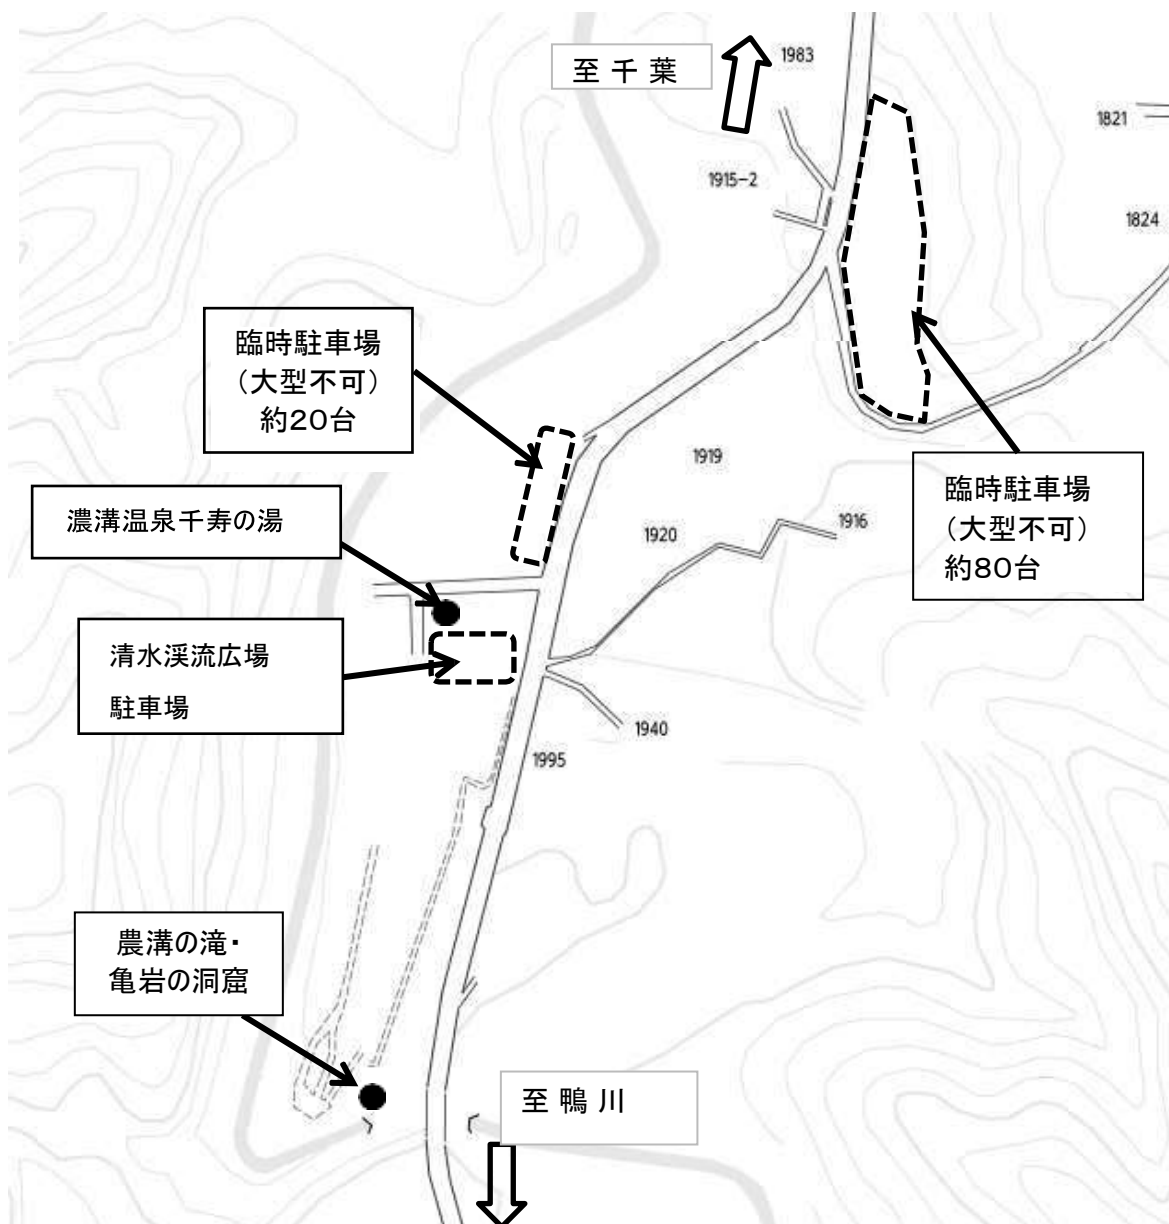 至千葉
1983
1821
1915-2
1824
臨時駐車場
（大型不可）
約20台
1919
臨時駐車場
（大型不可）
約80台
濃溝温泉千寿の湯
1920
1916
清水渓流広場
駐車場
1940
1995
農溝の滝・
亀岩の洞窟
至鴨川